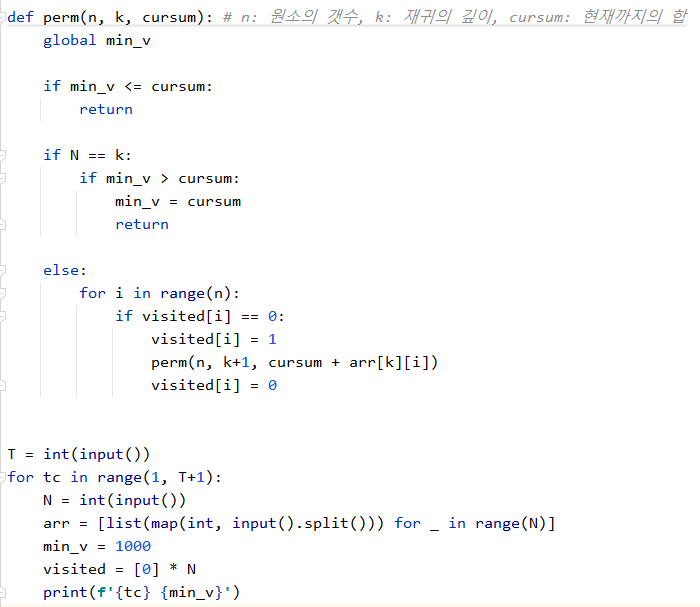 def perm(n, k, cursum): # n: 원소의 갯수, k: 재귀의 깊이, cursum: 현재까지의 합
    global min_v

    if min_v <= cursum:
        return

    if N == k:
        if min_v > cursum:
            min_v = cursum
            return

    else:
        for i in range(n):
            if visited[i] == 0:
                visited[i] = 1
                perm(n, k+1, cursum + arr[k][i])
                visited[i] = 0


T = int(input())
for tc in range(1, T+1):
    N = int(input())
    arr = [list(map(int, input().split())) for _ in range(N)]
    min_v = 1000
    visited = [0] * N
    print(f'{tc} {min_v}')